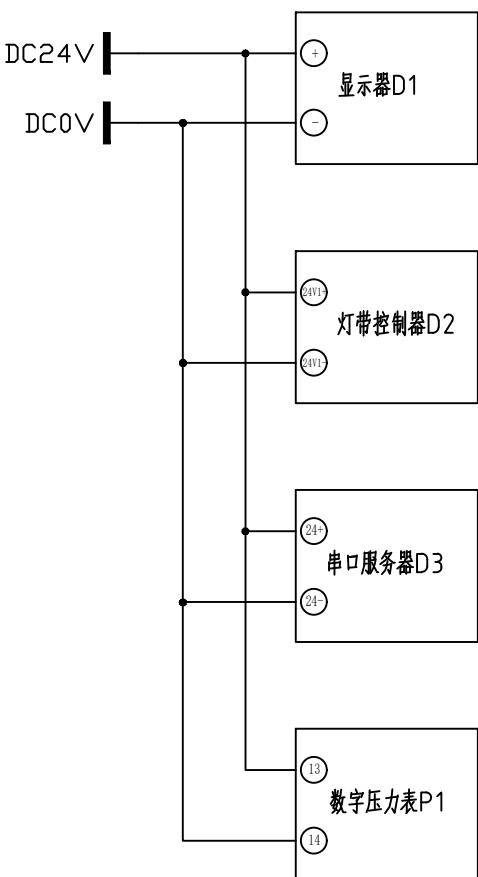 DC24V
+
显示器D1
DC0V
-
24V1+
灯带控制器D2
24V1-
24+
串口服务器D3
24-
13
数字压力表P1
14